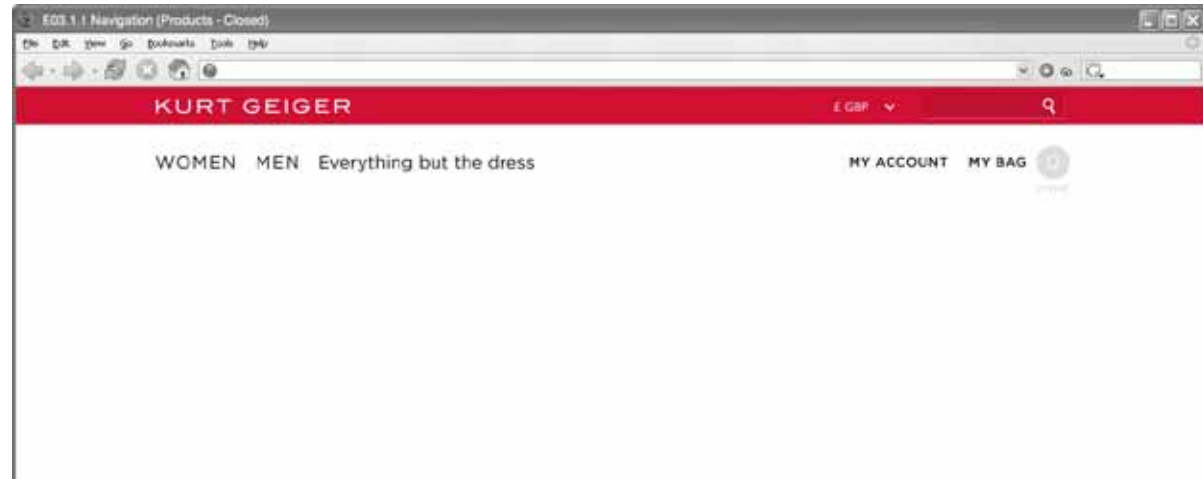 E03.1.1 Navigation (Products - Closed)
File Edit View Go Bookmarks Tools Help
KURT GEIGER £ GBP
WOMEN MEN Everything but the dress MY ACCOUNT MY BAG 0